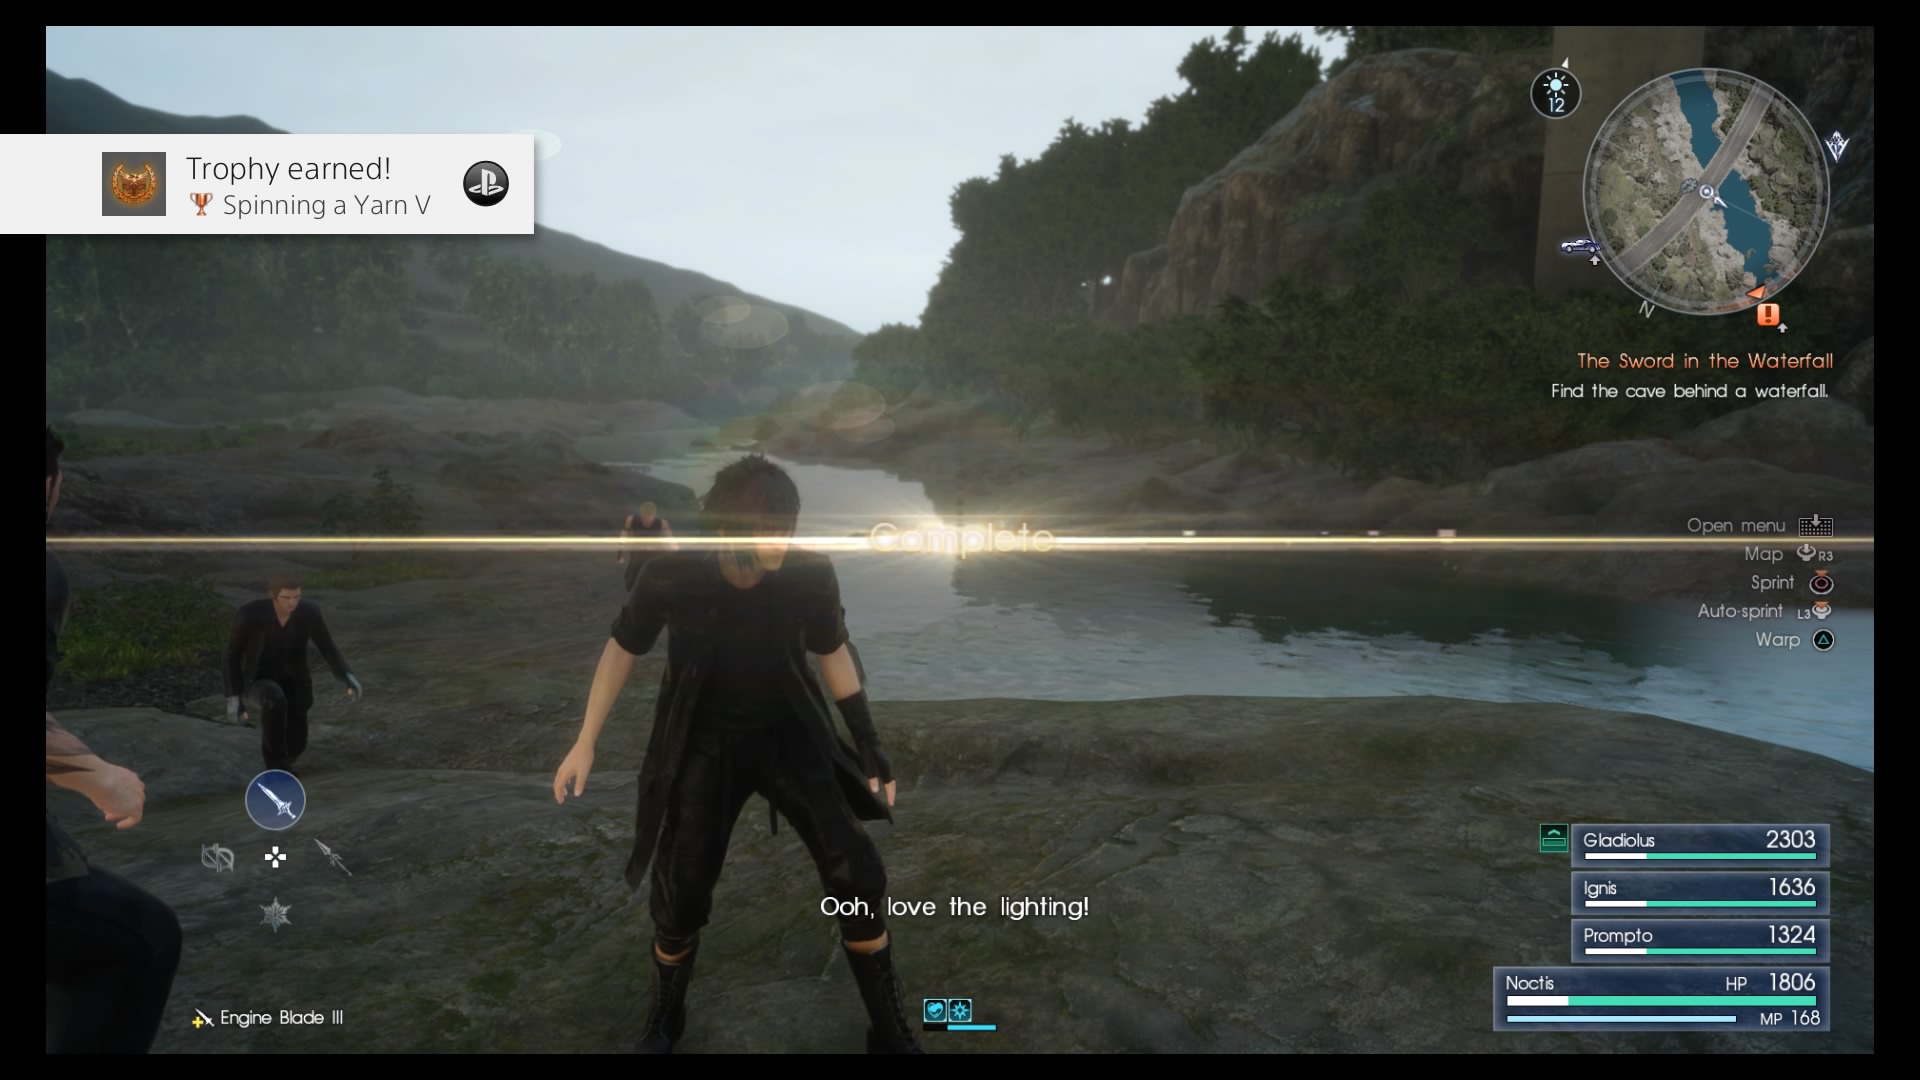 Trophy earned!
Spinning a Yarn V
12
N
The Sword in the Waterfall
Find the cave behind a waterfall.
Complete
Open menu
Map R3
Sprint
Auto-sprint L3
Warp
Gladiolus 2303
Ignis 1636
Prompto 1324
Noctis HP 1806
MP 168
Ooh, love the lighting!
Engine Blade III